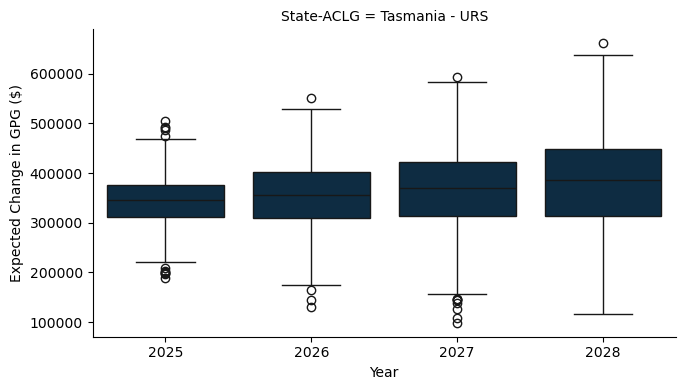 State-ACLG = Tasmania - URS
Expected Change in GPG ($)
600000
500000
400000
300000
200000
100000
2025 2026 2027 2028
Year